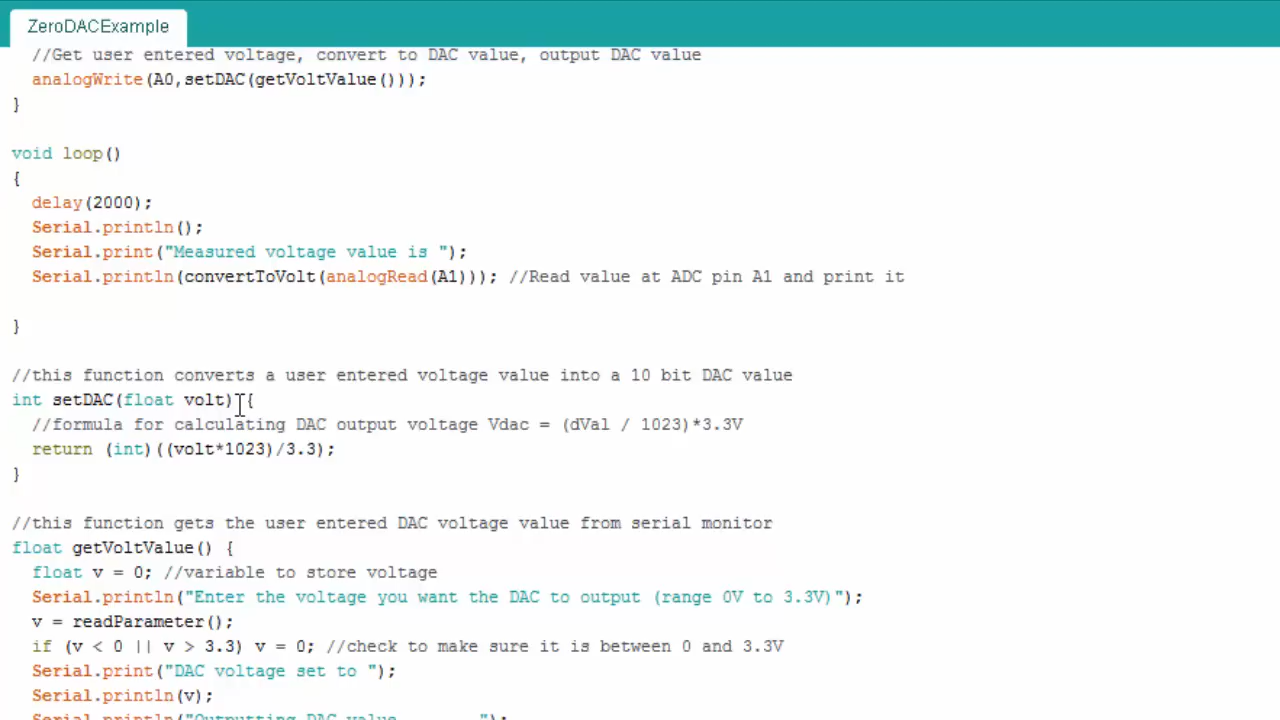 ZeroDACExample
//Get user entered voltage, convert to DAC value, output DAC value
analogWrite(A0,setDAC(getVoltValue()));
}
void loop()
{
delay(2000);
Serial.println();
Serial.print("Measured voltage value is ");
Serial.println(convertToVolt(analogRead(A1))); //Read value at ADC pin A1 and print it
}
//this function converts a user entered voltage value into a 10 bit DAC value
int setDAC(float volt) {
//formula for calculating DAC output voltage Vdac = (dVal / 1023)*3.3V
return (int)((volt*1023)/3.3);
}
//this function gets the user entered DAC voltage value from serial monitor
float getVoltValue() {
float v = 0; //variable to store voltage
Serial.println("Enter the voltage you want the DAC to output (range 0V to 3.3V)");
v = readParameter();
if (v < 0 || v > 3.3) v = 0; //check to make sure it is between 0 and 3.3V
Serial.print("DAC voltage set to ");
Serial.println(v);
Serial.println("Outputting DAC value........");